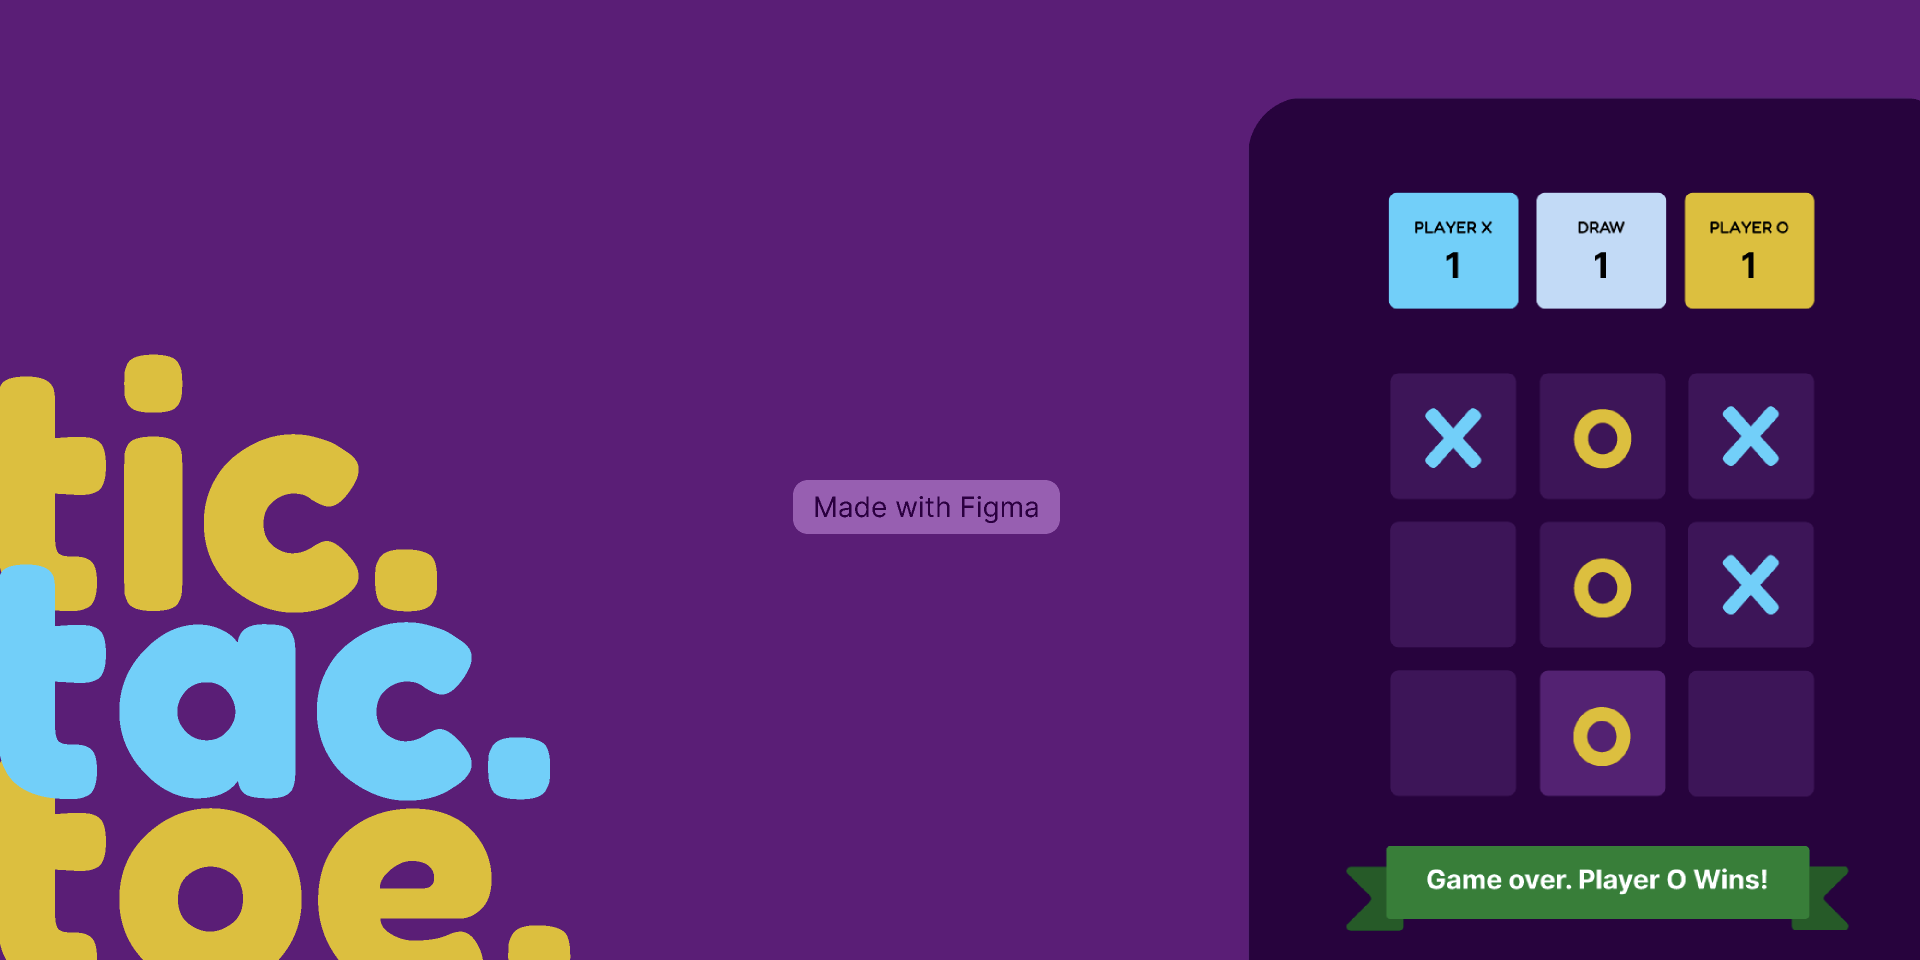 tic.
tac.
toe.
Made with Figma
PLAYER X
1
DRAW
1
PLAYER O
1
X O X
O X
O
Game over. Player O Wins!